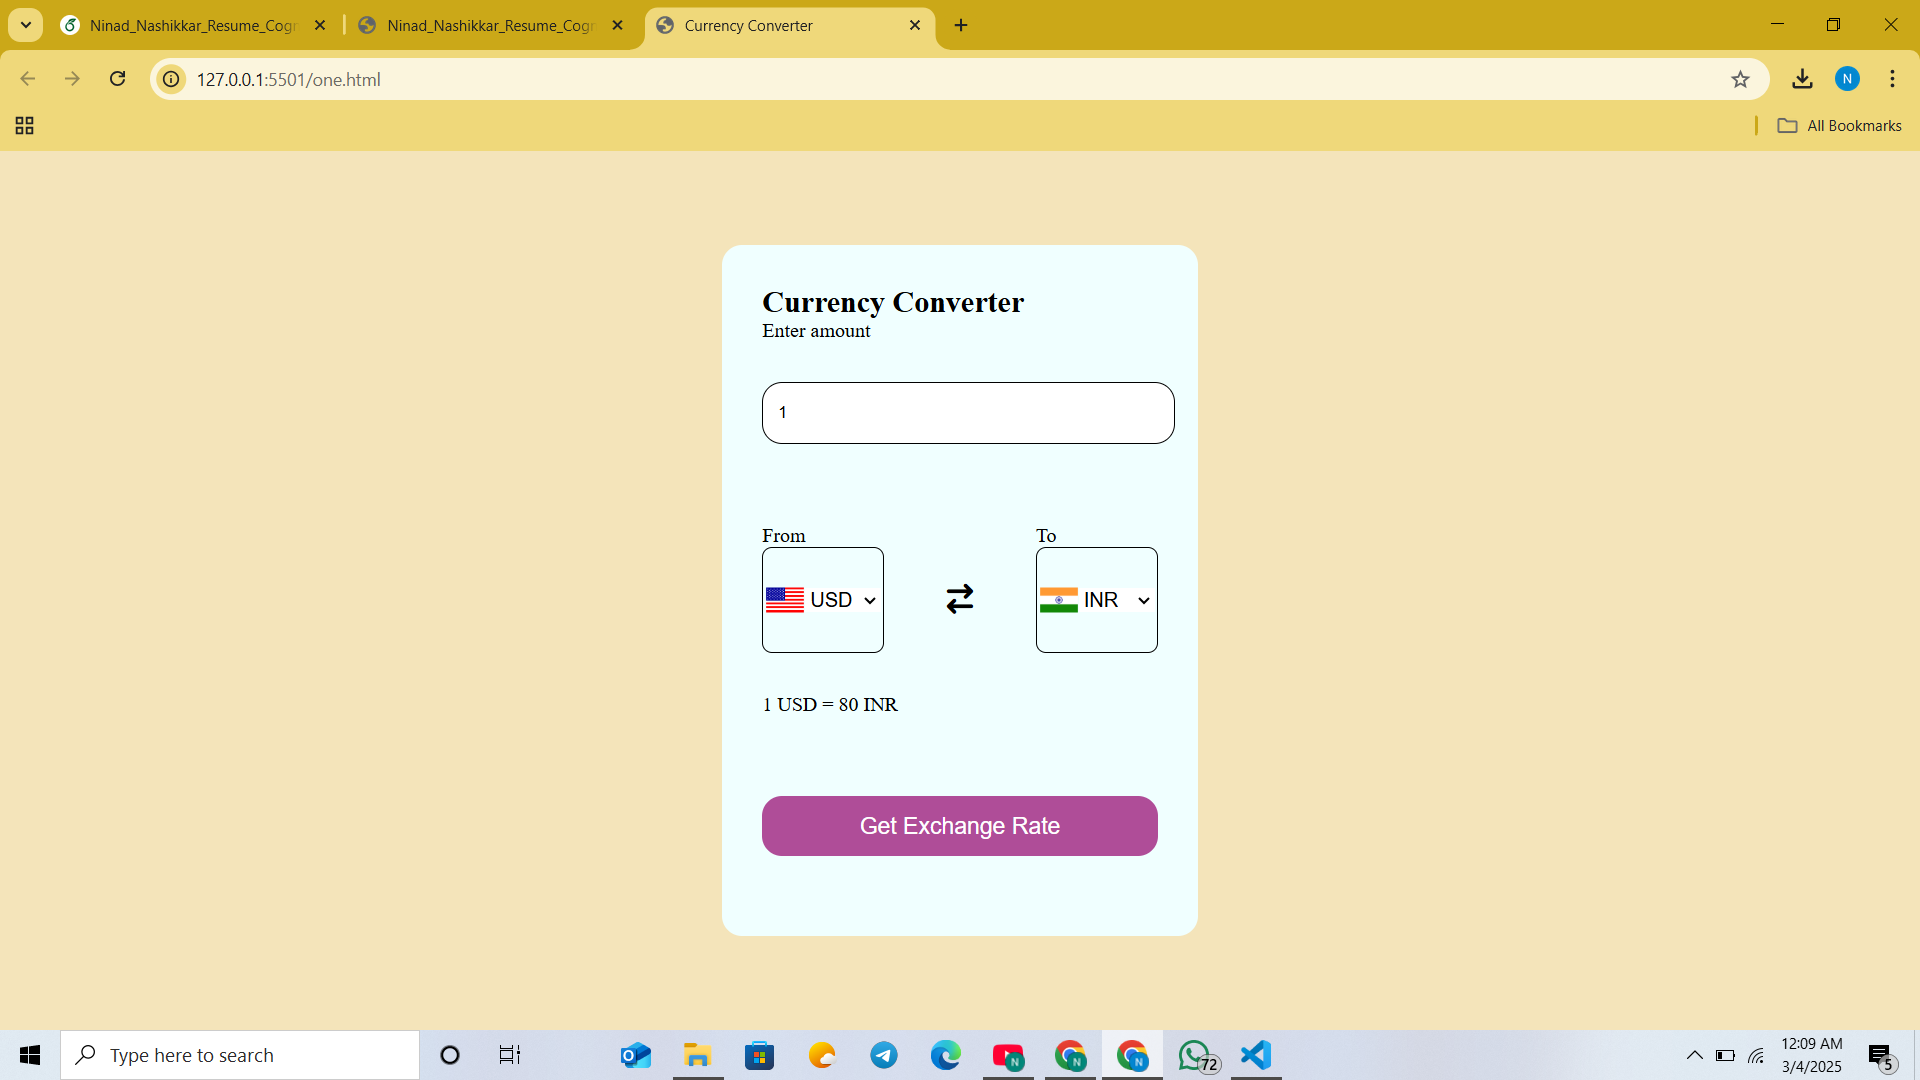 Ninad_Nashikkar_Resume_Cogn
Ninad_Nashikkar_Resume_Cogn
Currency Converter
127.0.0.1:5501/one.html
N
All Bookmarks
Currency Converter
Enter amount
1
From
To
USD
INR
1 USD = 80 INR
Get Exchange Rate
Type here to search
N
N
N
72
12:09 AM
3/4/2025
5